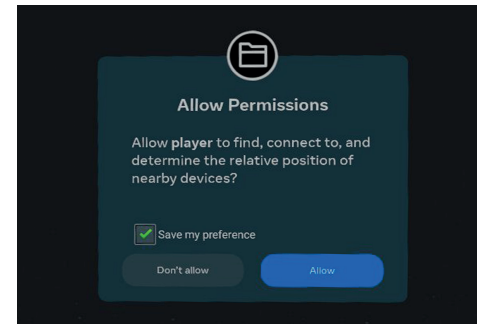 Allow Permissions
Allow player to find, connect to, and
determine the relative position of
nearby devices?
Save my preference
Don't allow
Allow